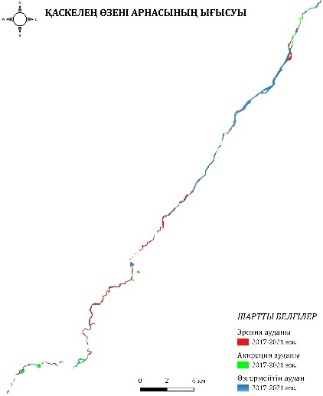 ҚАСКЕЛЕҢ ӨЗЕНІ АРНАСЫНЫҢ ЫҒЫСУЫ
ШАРТТЫ БЕЛГІЛЕР
Эрозия ауданы
2017-2021 жж.
Аккреция ауданы
2017-2021 жж.
Өзгермейтін аудан
2017-2021 жж.
0 2 4 км